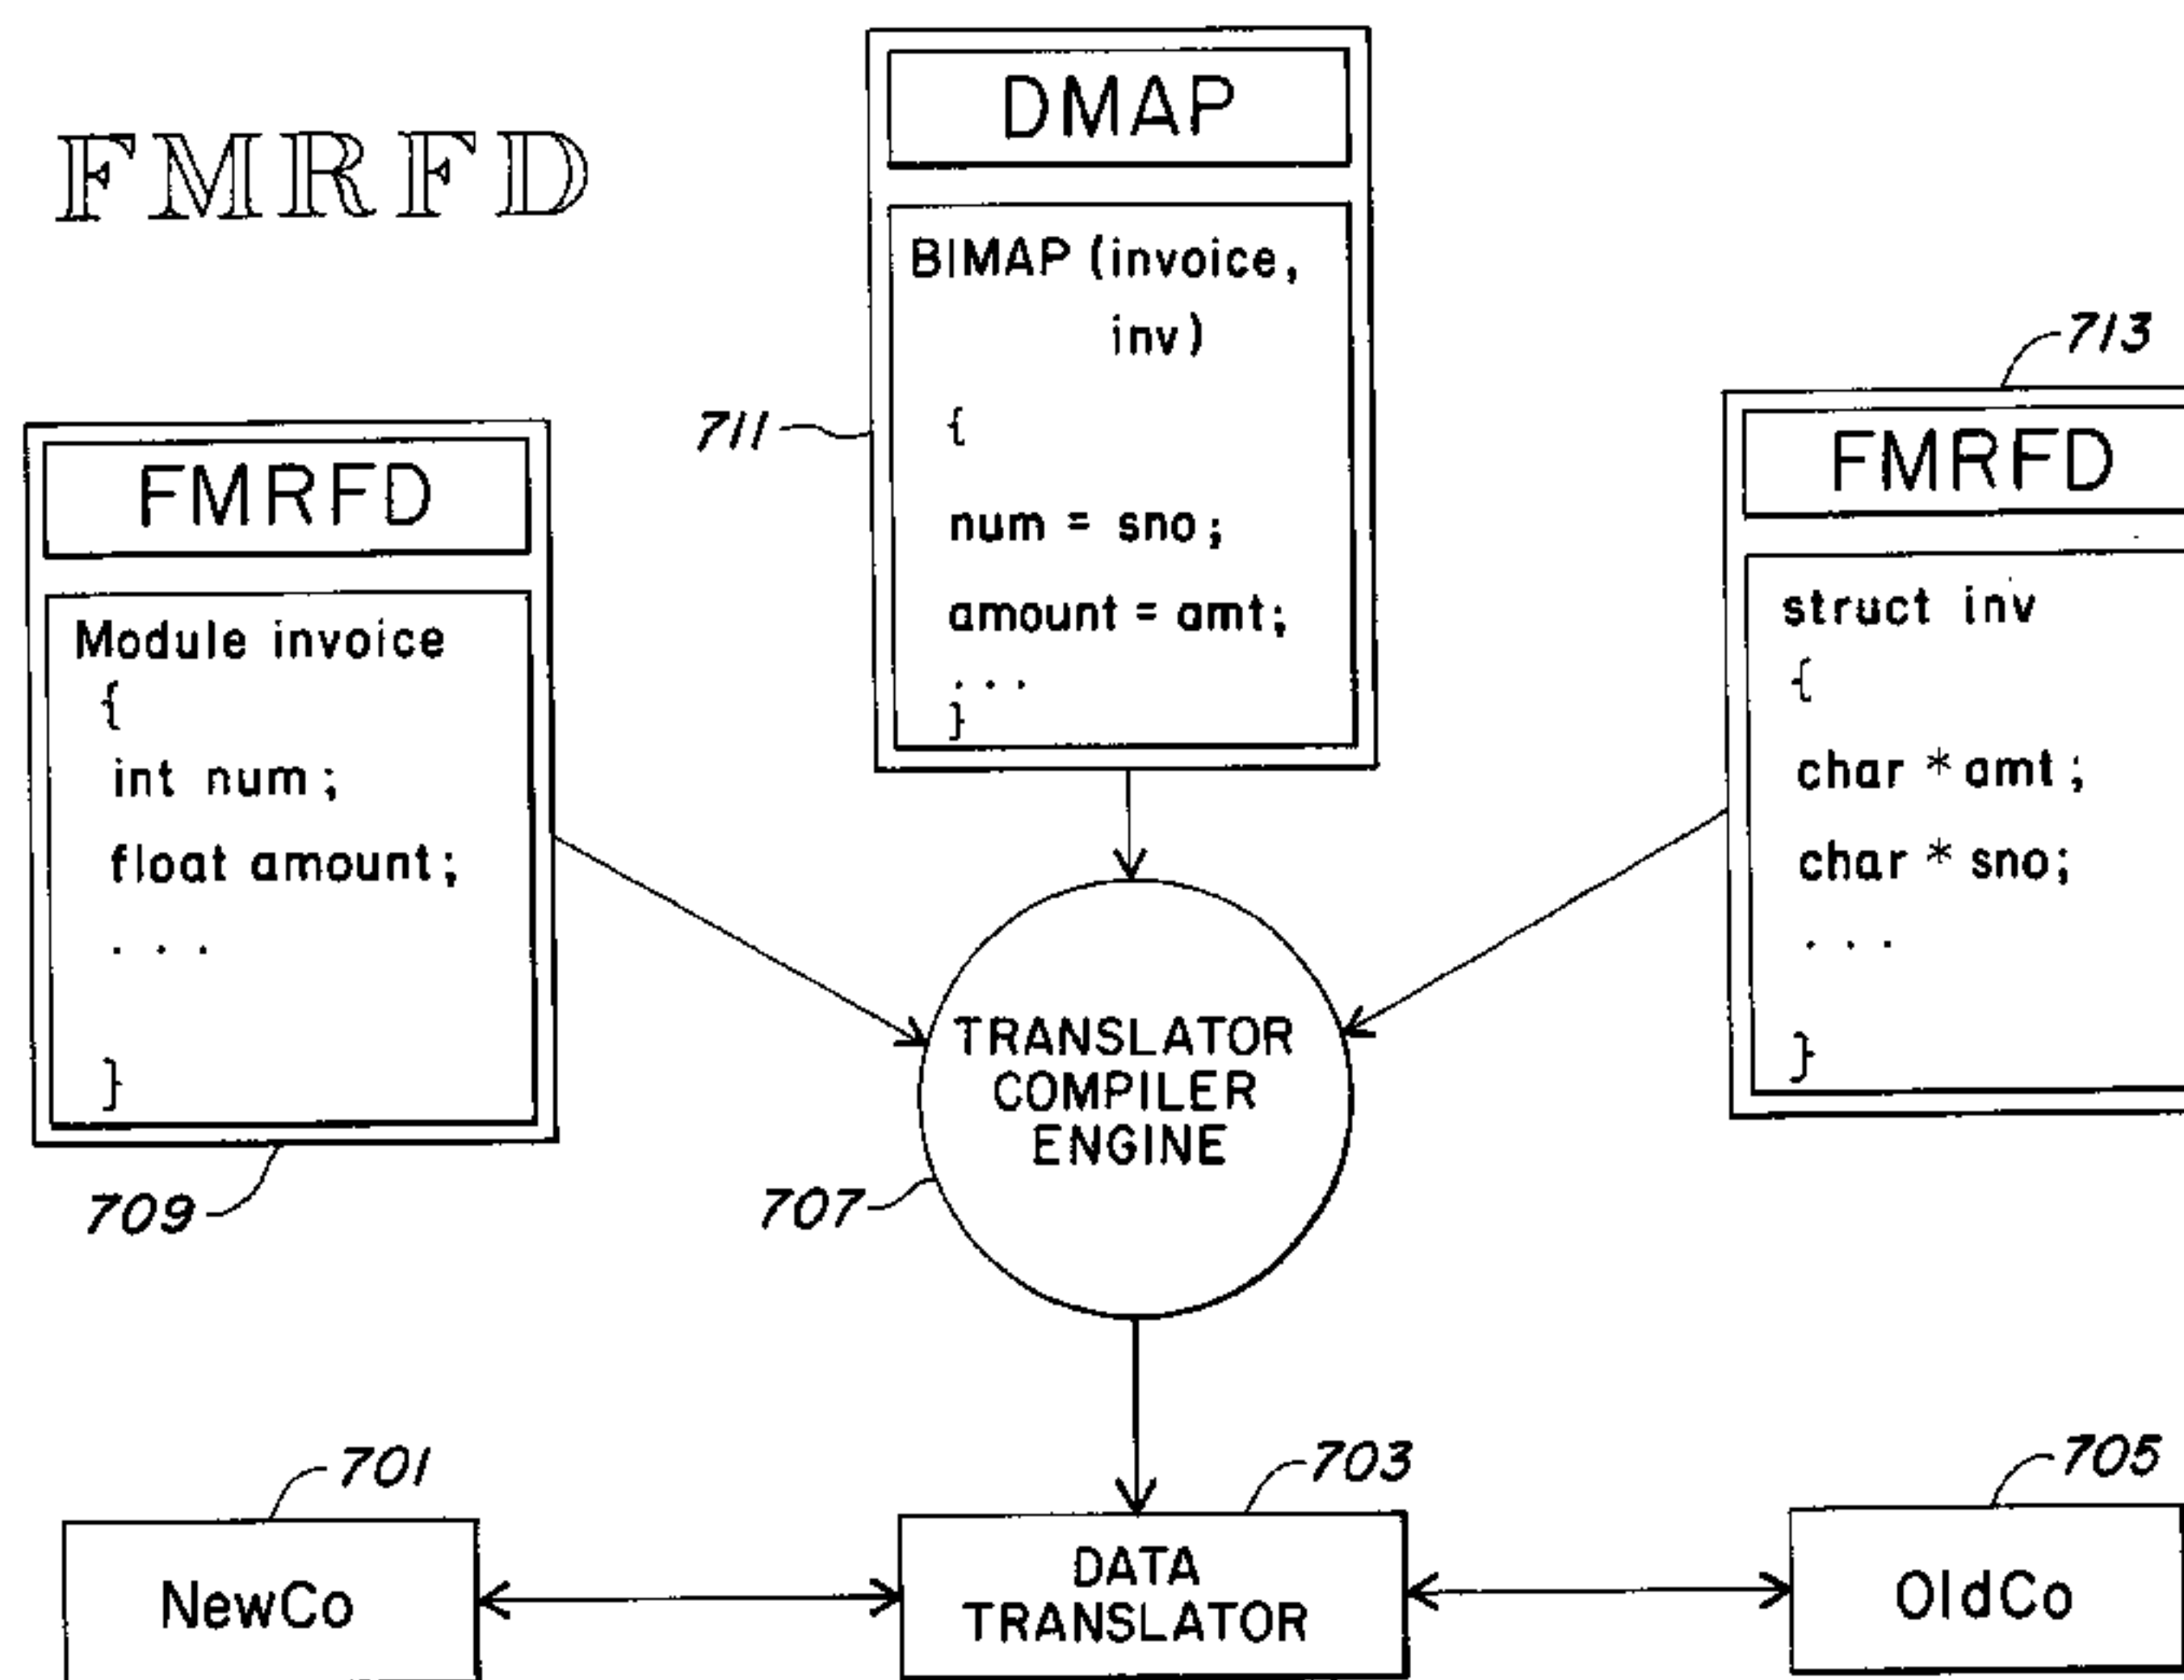 FMRFD
DMAP
BIMAP (invoice,
inv)
{
num = sno;
amount = amt;
...
}
711
713
FMRFD
Module invoice
{
int num;
float amount;
. . .
}
709
FMRFD
struct inv
{
char * amt;
char * sno;
. . .
}
TRANSLATOR
COMPILER
ENGINE
707
701
NewCo
703
DATA
TRANSLATOR
705
OldCo